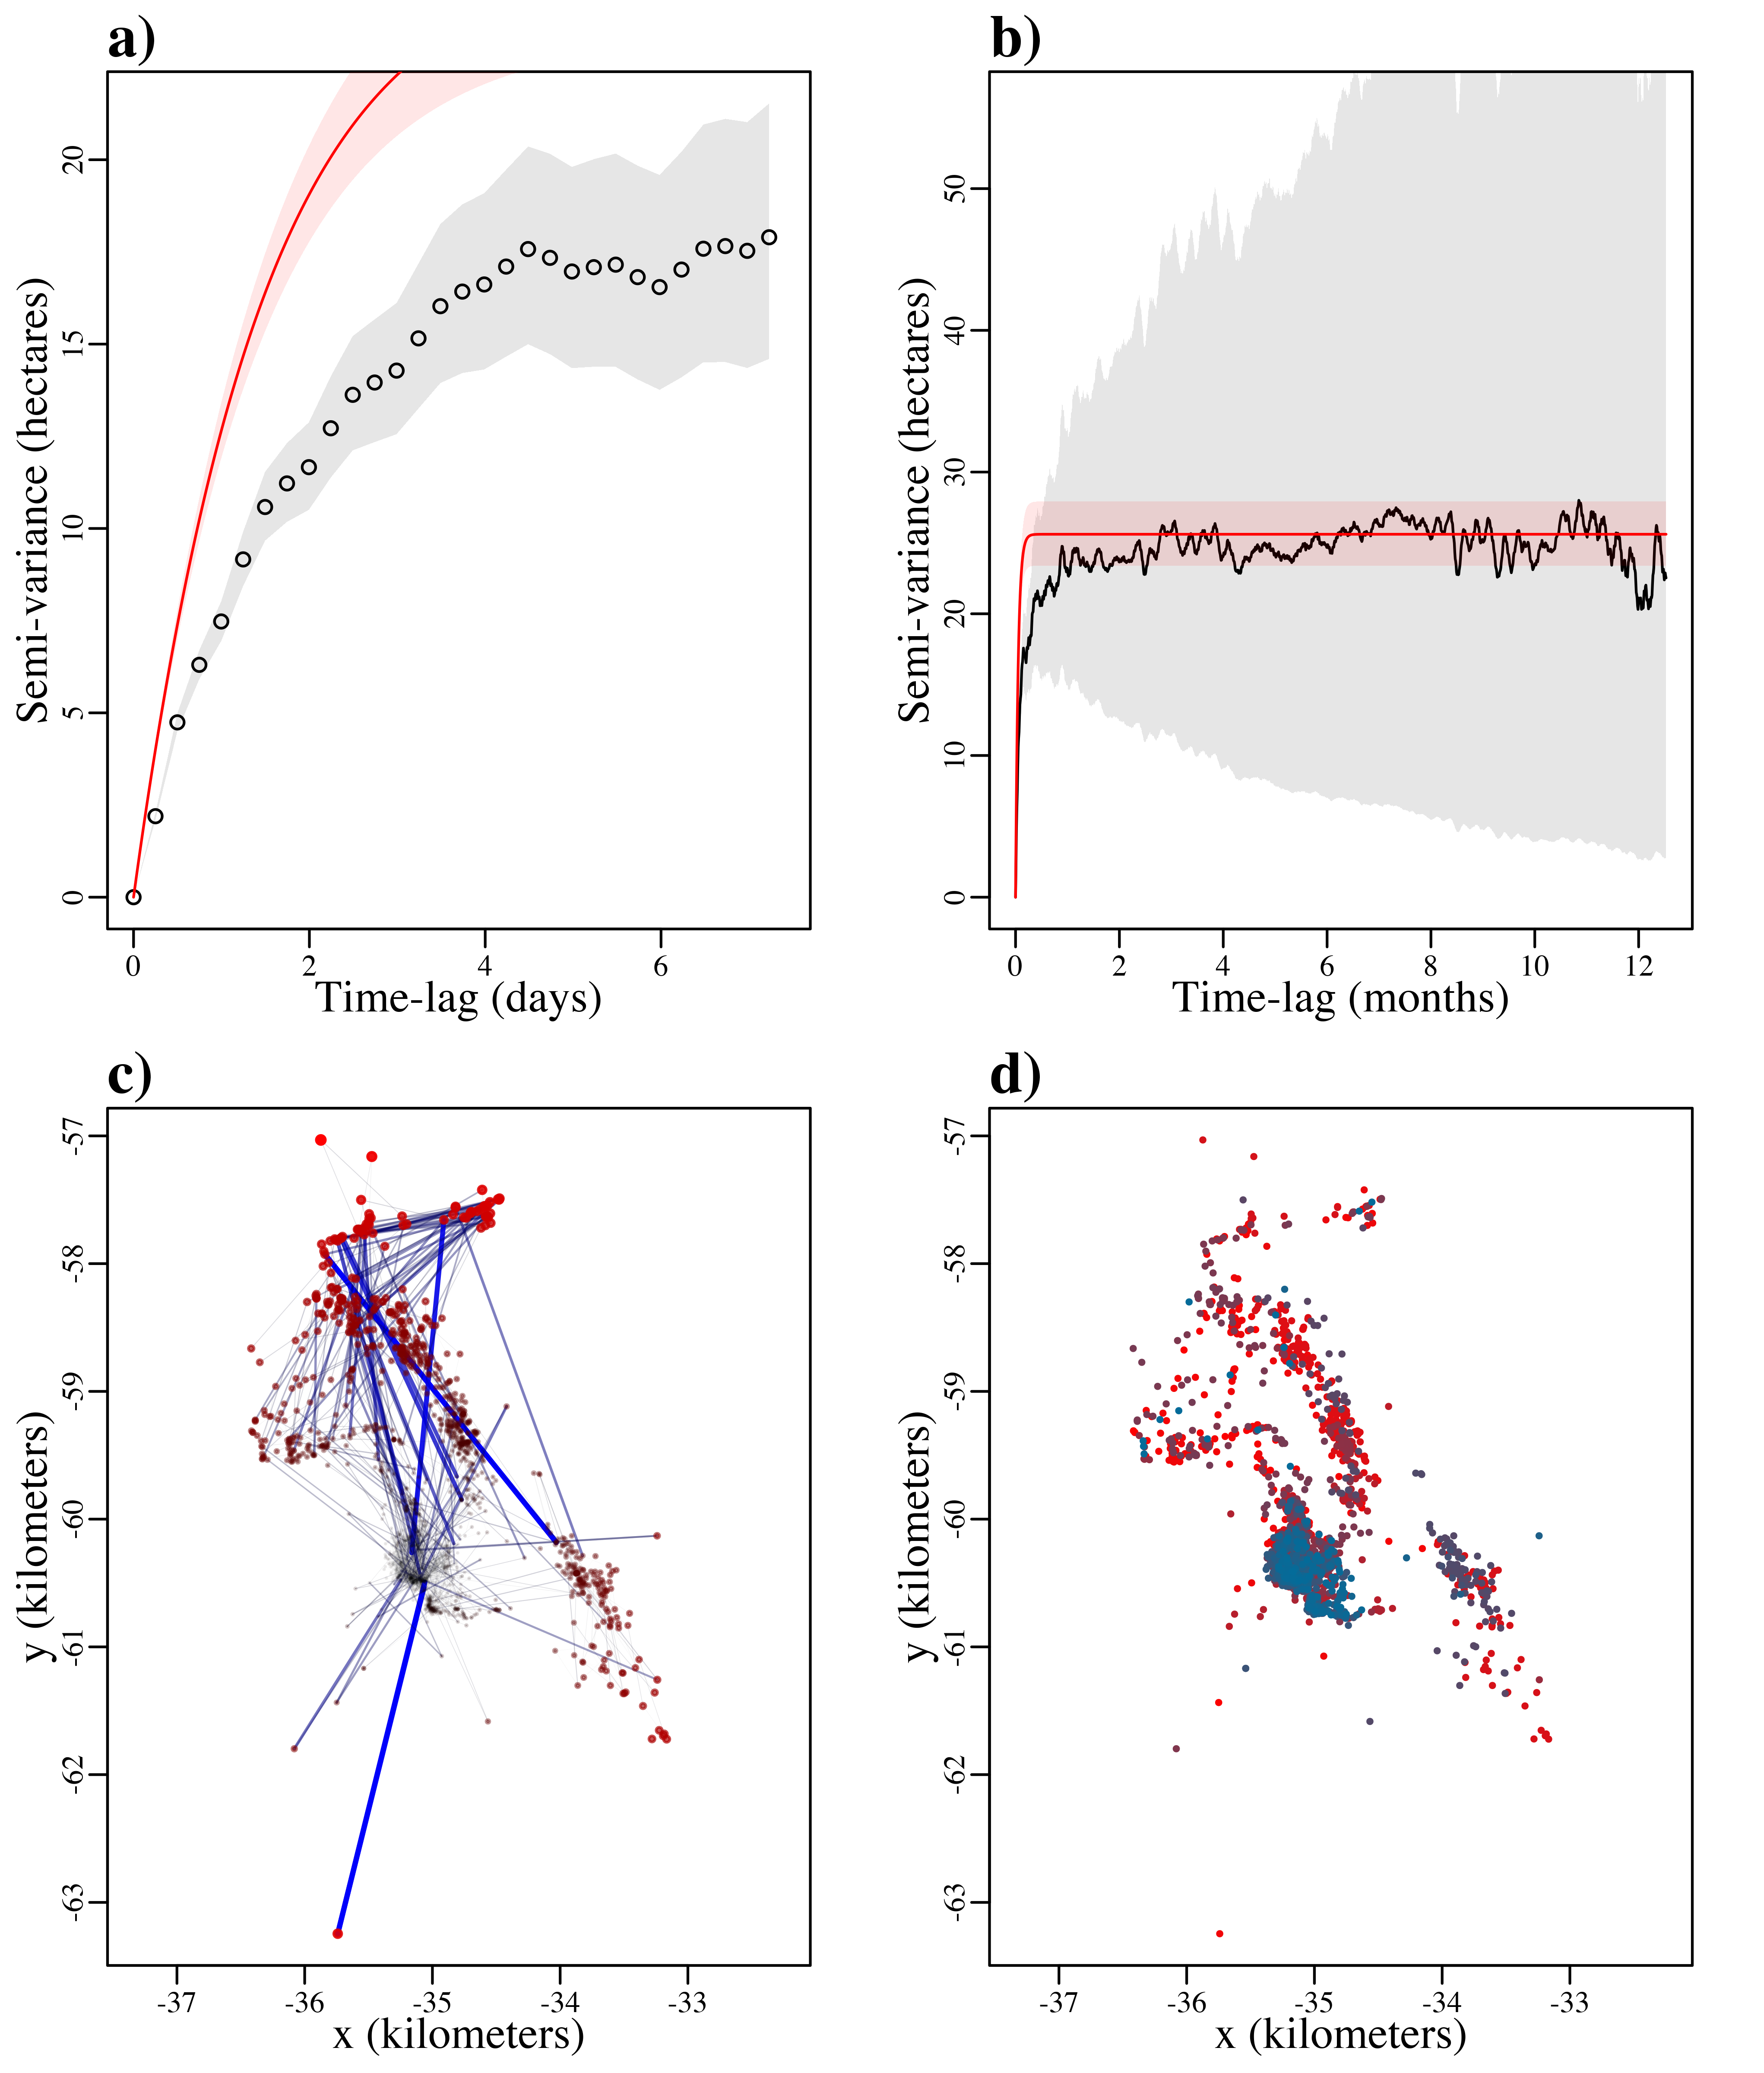 a)
Semi-variance (hectares)
20
15
10
5
0
0 2 4 6
Time-lag (days)
b)
Semi-variance (hectares)
50
40
30
20
10
0
0 2 4 6 8 10 12
Time-lag (months)
c)
y (kilometers)
-57
-58
-59
-60
-61
-62
-63
-37 -36 -35 -34 -33
x (kilometers)
d)
y (kilometers)
-57
-58
-59
-60
-61
-62
-63
-37 -36 -35 -34 -33
x (kilometers)